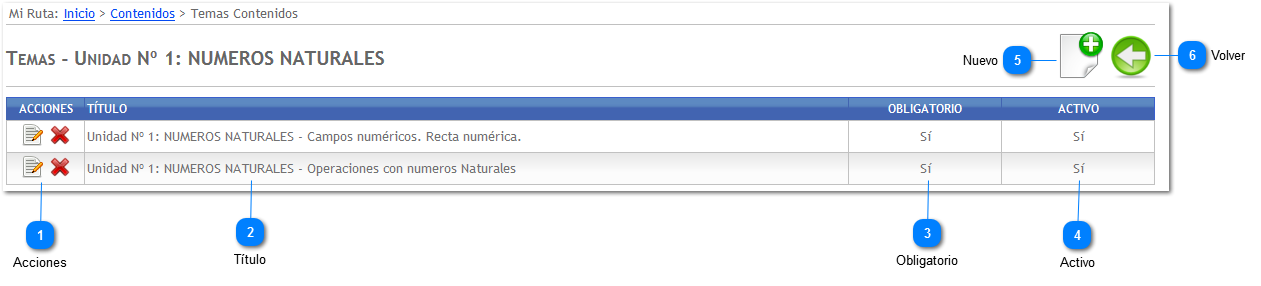 Mi Ruta: Inicio > Contenidos > Temas Contenidos
Temas - Unidad Nº 1: NUMEROS NATURALES
Nuevo 5
6 Volver
ACCIONES TÍTULO OBLIGATORIO ACTIVO
Unidad Nº 1: NUMEROS NATURALES - Campos numéricos. Recta numérica. Sí Sí
Unidad Nº 1: NUMEROS NATURALES - Operaciones con numeros Naturales Sí Sí
1 2 3 4
Acciones Título Obligatorio Activo